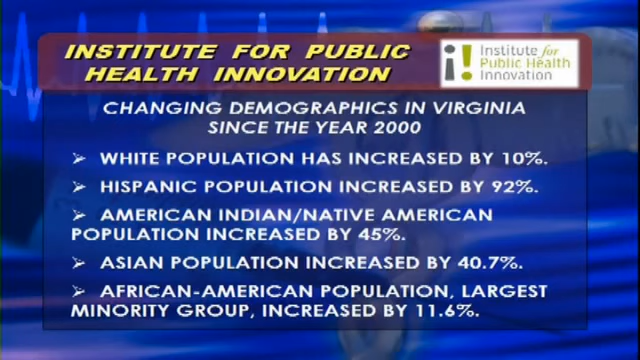 INSTITUTE FOR PUBLIC
HEALTH INNOVATION
i! Institute for
Public Health
Innovation
CHANGING DEMOGRAPHICS IN VIRGINIA
SINCE THE YEAR 2000
➢ WHITE POPULATION HAS INCREASED BY 10%.
➢ HISPANIC POPULATION INCREASED BY 92%.
➢ AMERICAN INDIAN/NATIVE AMERICAN
POPULATION INCREASED BY 45%.
➢ ASIAN POPULATION INCREASED BY 40.7%.
➢ AFRICAN-AMERICAN POPULATION, LARGEST
MINORITY GROUP, INCREASED BY 11.6%.